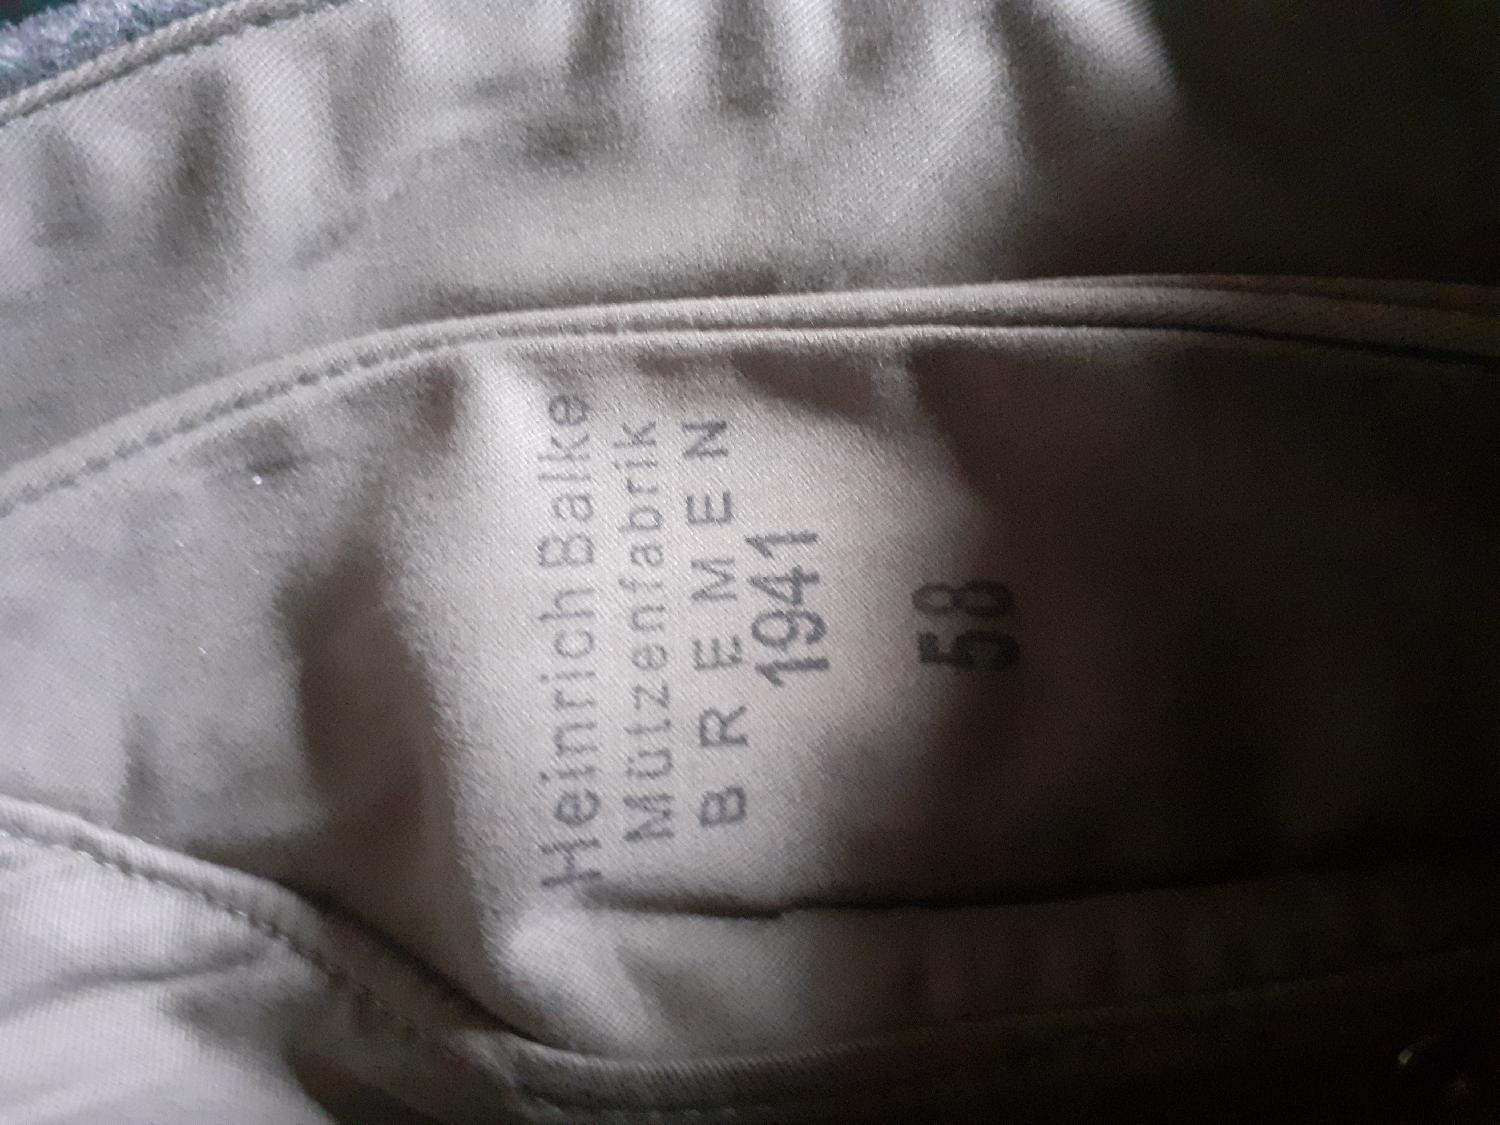 Heinrich Balke
Mützenfabrik
BREMEN
1941
58